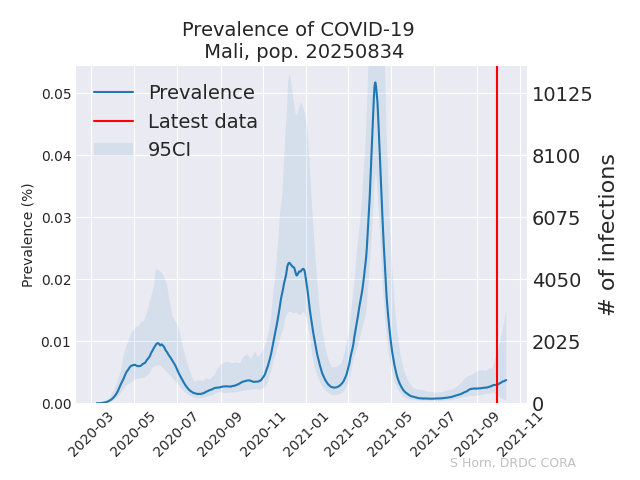 Prevalence of COVID-19
Mali, pop. 20250834
Prevalence
Latest data
95CI
Prevalence (%)
0.05
0.04
0.03
0.02
0.01
0.00
10125
8100
6075
4050
2025
0
# of infections
2020-03
2020-05
2020-07
2020-09
2020-11
2021-01
2021-03
2021-05
2021-07
2021-09
2021-11
S Horn, DRDC CORA